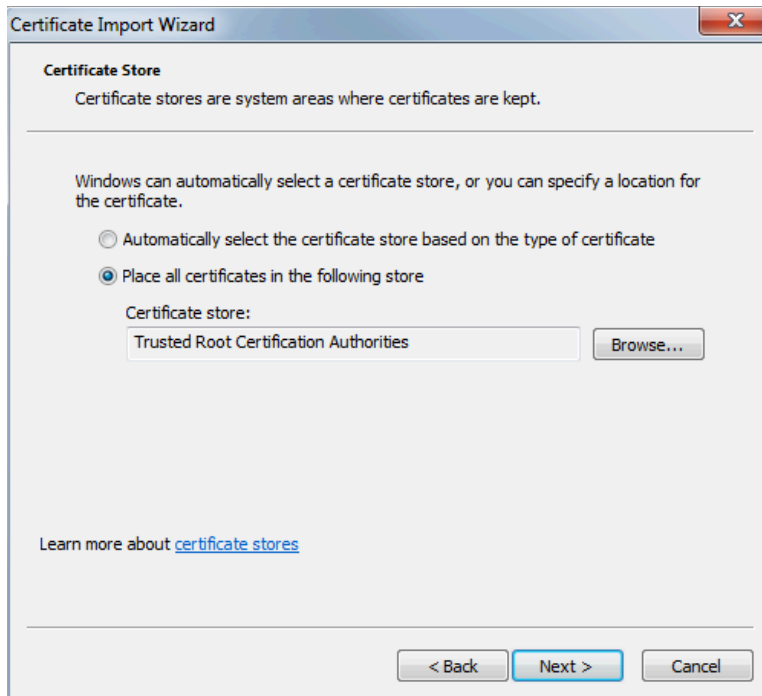 Certificate Import Wizard
Certificate Store
Certificate stores are system areas where certificates are kept.
Windows can automatically select a certificate store, or you can specify a location for
the certificate.
Automatically select the certificate store based on the type of certificate
Place all certificates in the following store
Certificate store:
Trusted Root Certification Authorities
Browse...
Learn more about certificate stores
< Back Next > Cancel